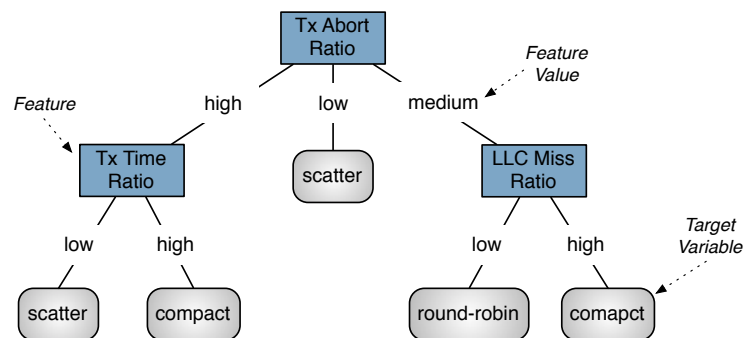 Tx Abort
Ratio
Feature
Value
Feature
high
low
medium
Tx Time
Ratio
scatter
LLC Miss
Ratio
low
high
low
high
Target
Variable
scatter
compact
round-robin
comapct